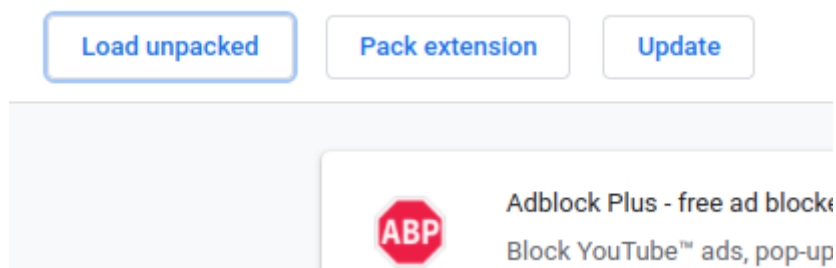 Load unpacked Pack extension Update
Adblock Plus - free ad blocke
ABP
Block YouTube™ ads, pop-up